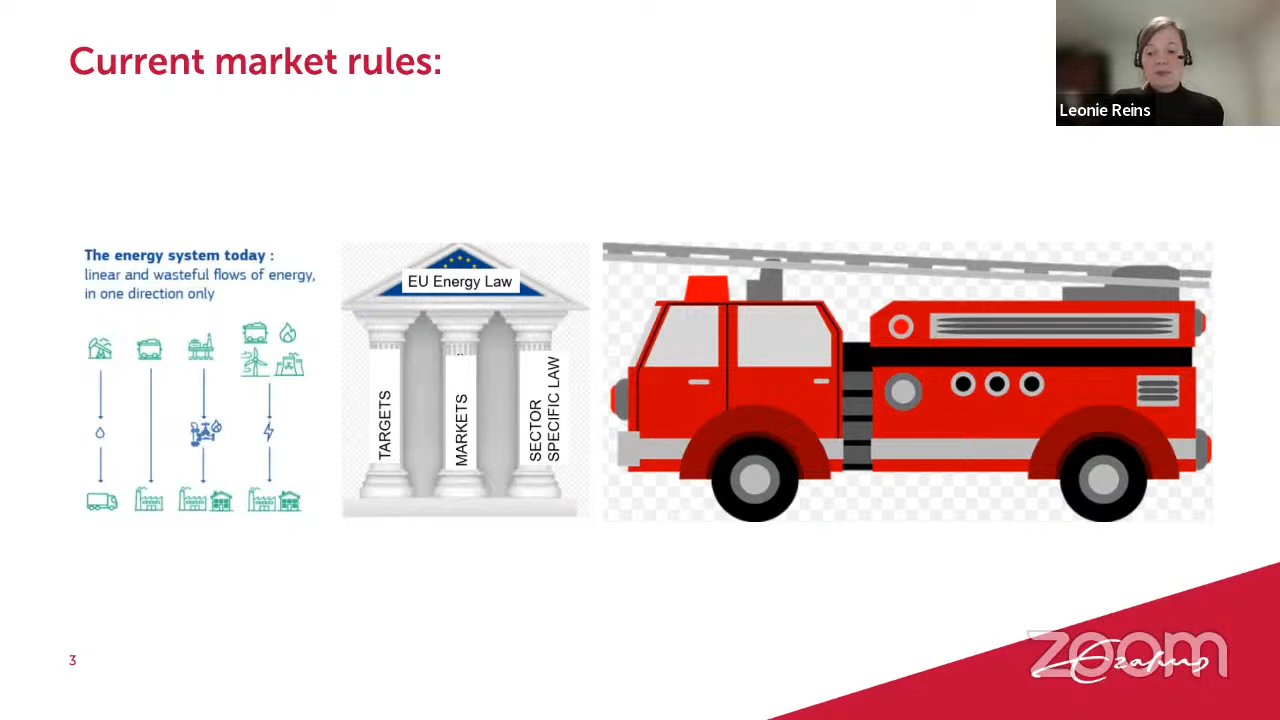 Current market rules:
Leonie Reins
The energy system today :
linear and wasteful flows of energy,
in one direction only
EU Energy Law
TARGETS
MARKETS
SECTOR
SPECIFIC LAW
3
zoom
Erasmus